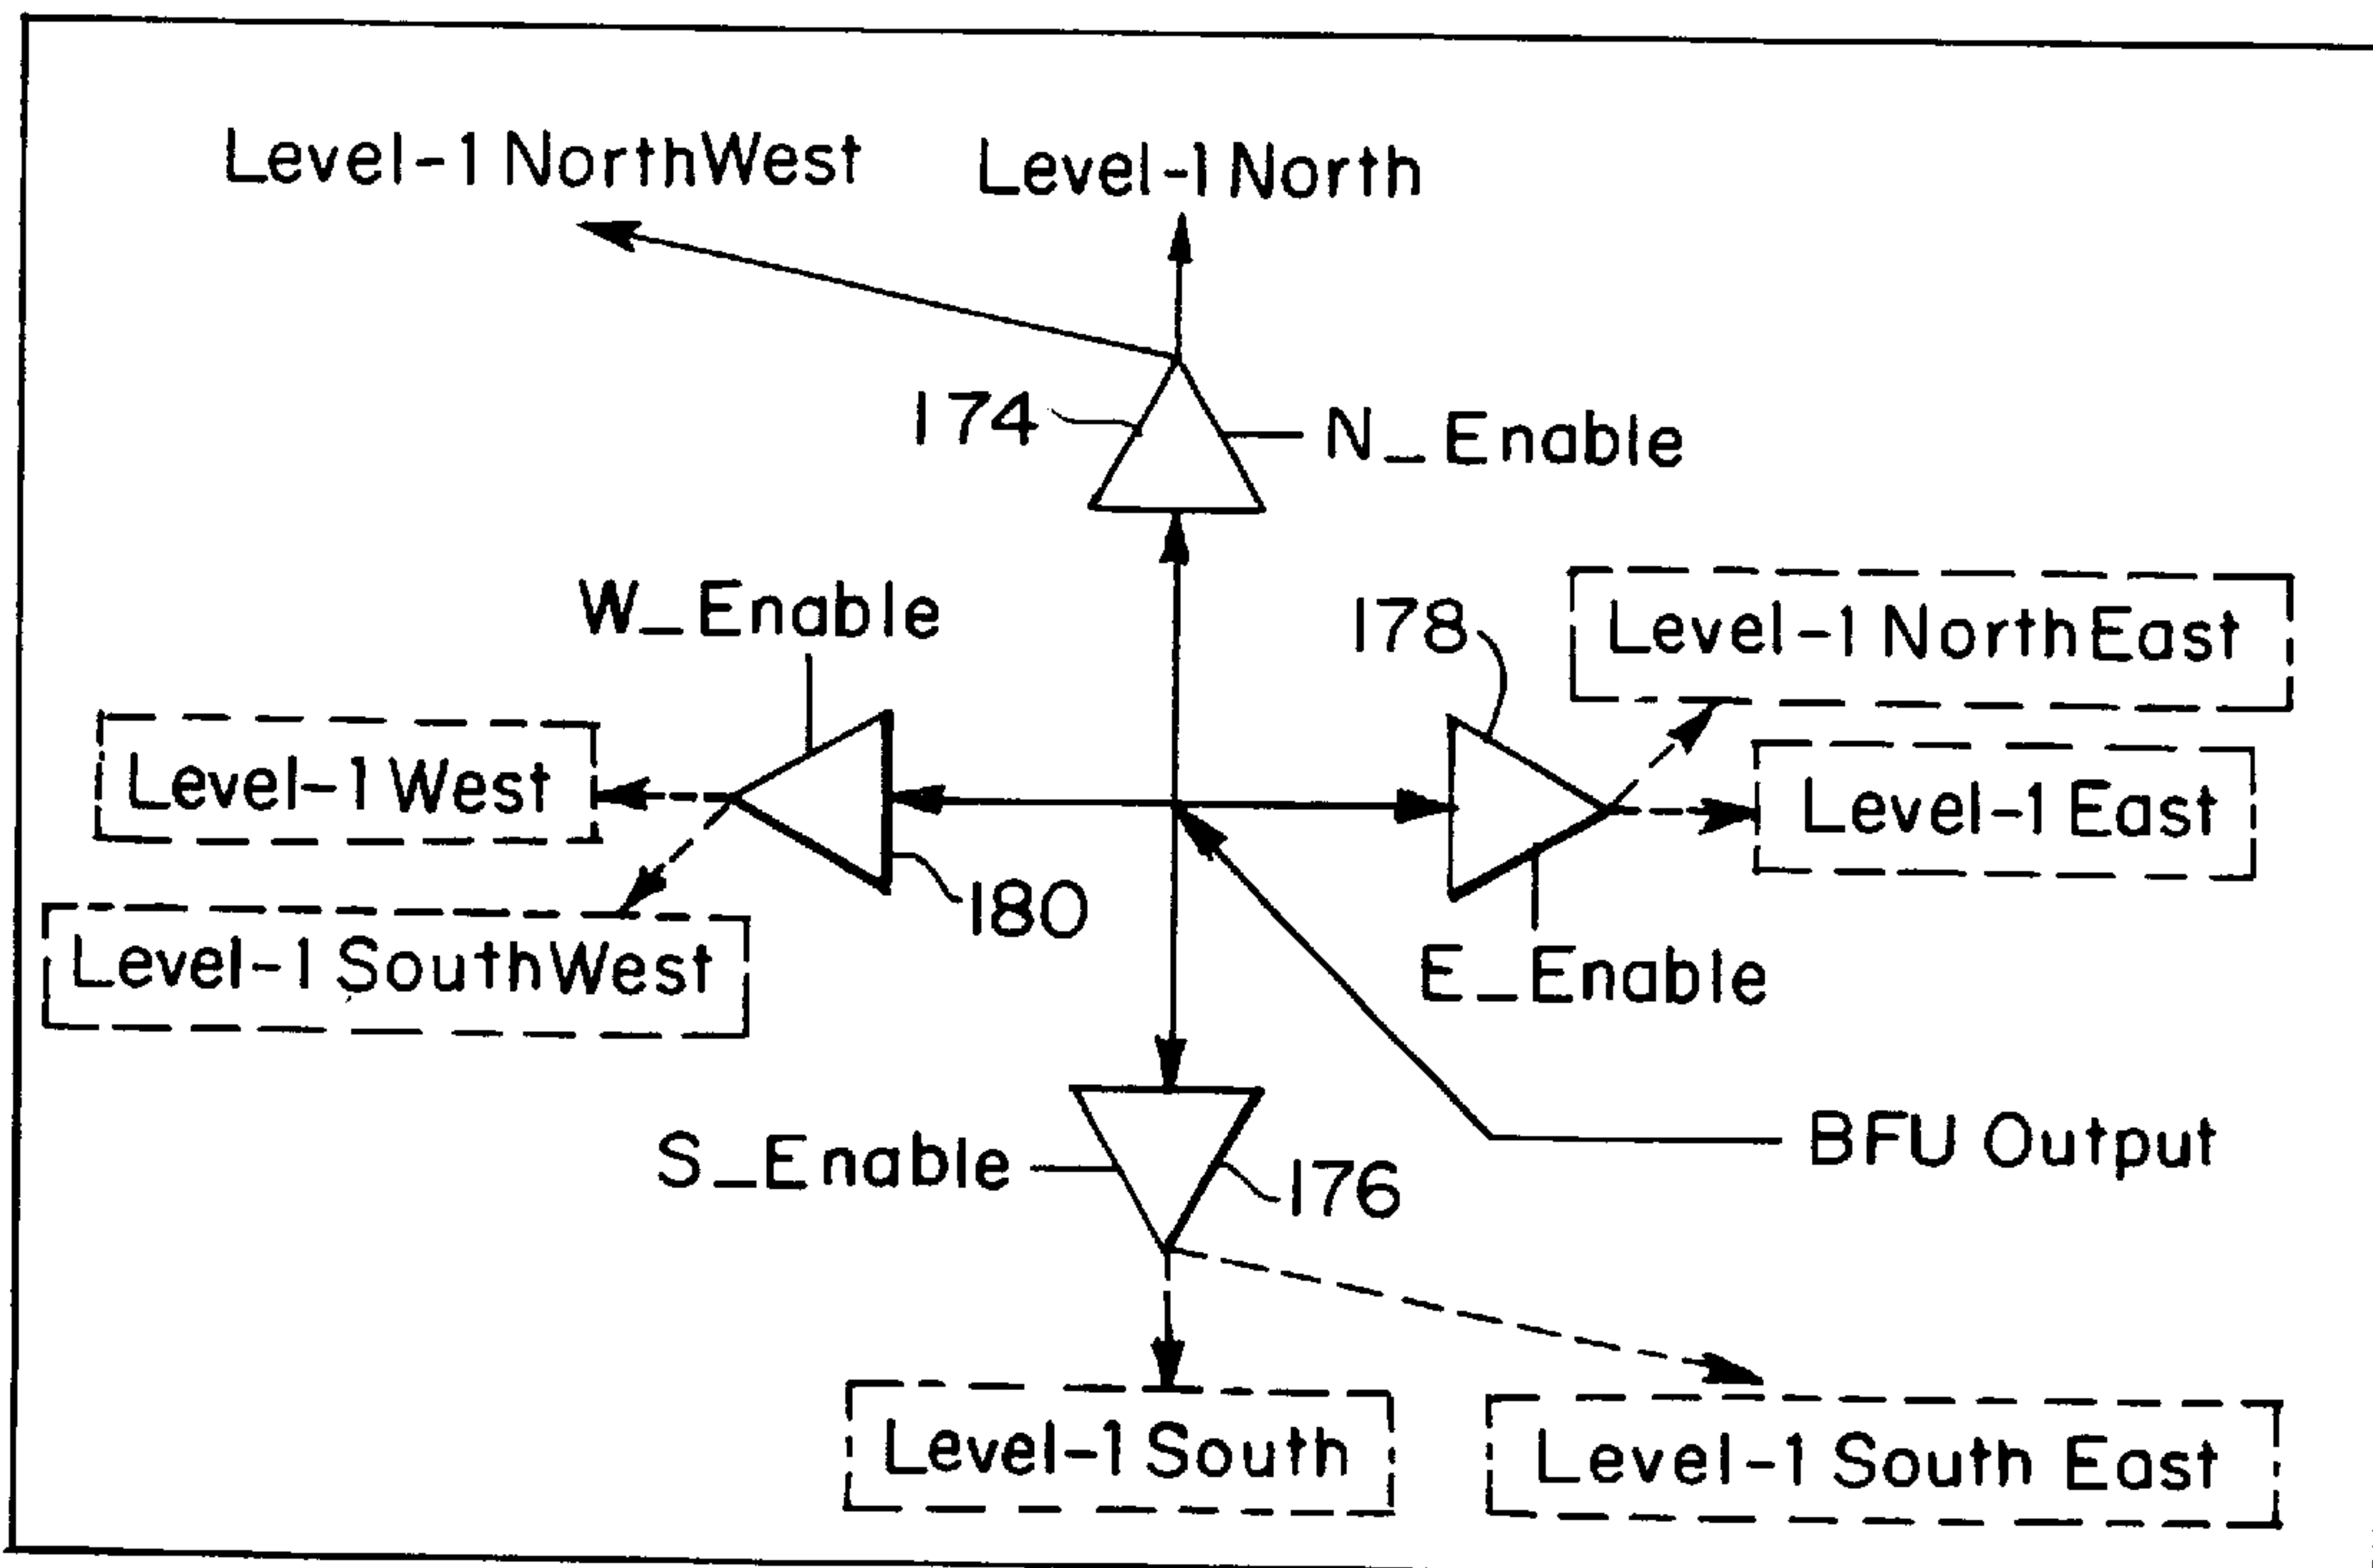 Level-1 NorthWest
Level-1 North
174
N_Enable
W_Enable
178
Level-1 NorthEast
Level-1 West
Level-1 East
180
Level-1 SouthWest
E_Enable
S_Enable
176
BFU Output
Level-1 South
Level-1 South East